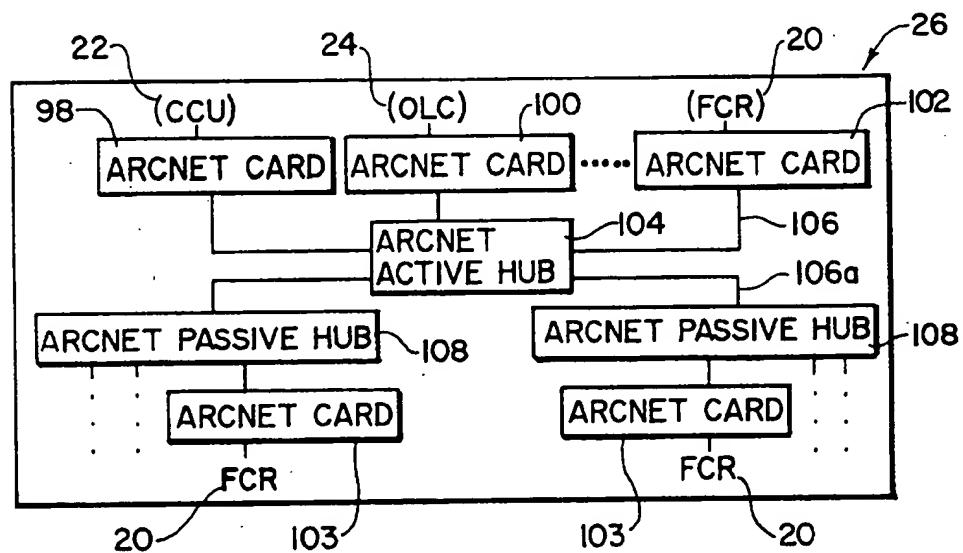 22 24 20 26
98 (CCU) (OLC) 100 (FCR) 102
ARCNET CARD ARCNET CARD ..... ARCNET CARD
ARCNET
ACTIVE HUB
104
106
106a
ARCNET PASSIVE HUB 108
ARCNET PASSIVE HUB 108
ARCNET CARD ARCNET CARD
FCR FCR
20 103 103 20